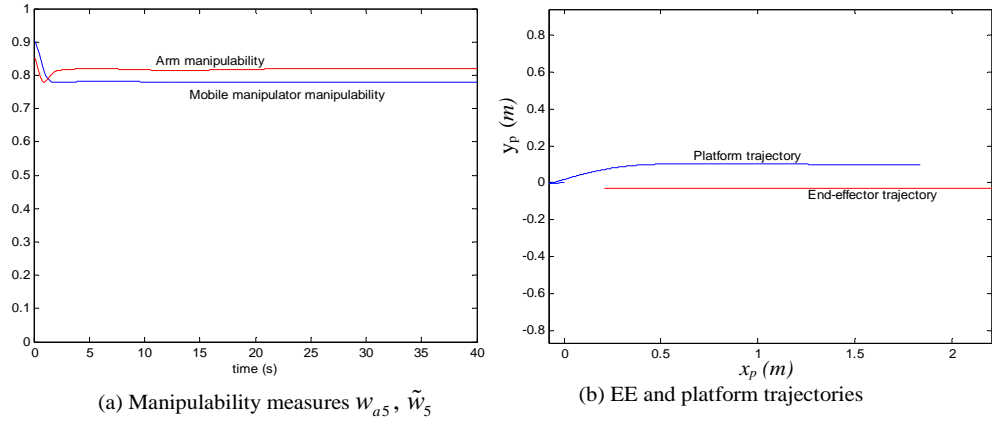 1
0.9
0.8
0.7
0.6
0.5
0.4
0.3
0.2
0.1
0
Arm manipulability
Mobile manipulator manipulability
0 5 10 15 20 25 30 35 40
time (s)
(a) Manipulability measures w_{a5}, w̃_5
y_p (m)
0.8
0.6
0.4
0.2
0
-0.2
-0.4
-0.6
-0.8
Platform trajectory
End-effector trajectory
0 0.5 1 1.5 2
x_p (m)
(b) EE and platform trajectories